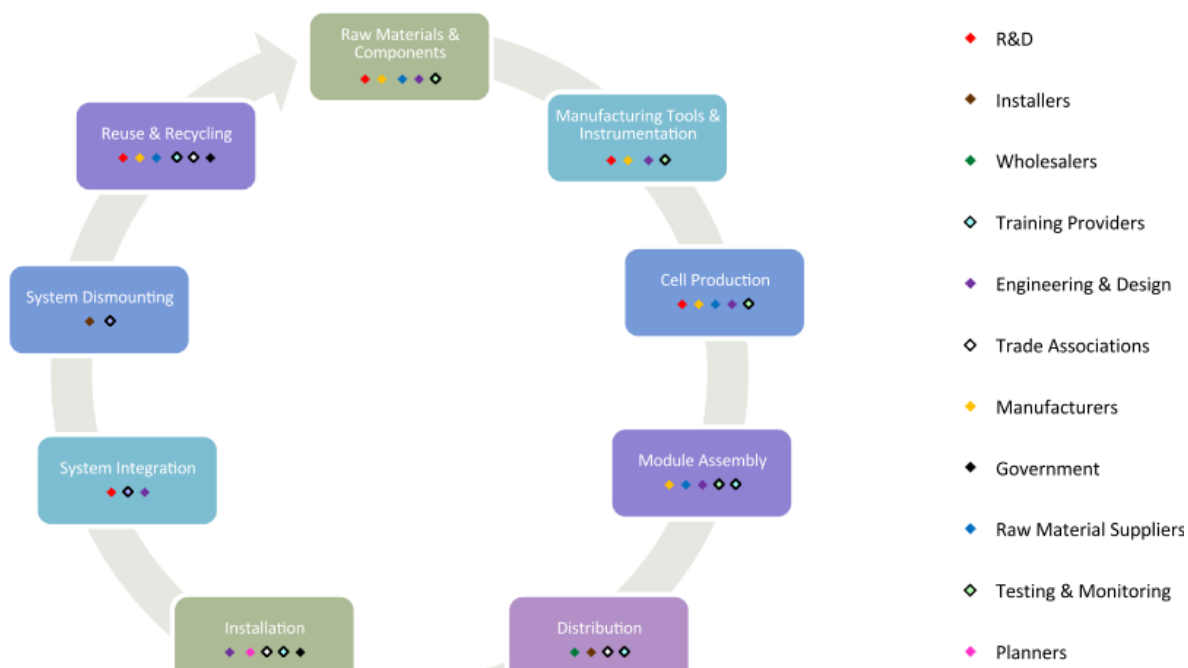 Raw Materials &
Components
Manufacturing Tools &
Instrumentation
Cell Production
Module Assembly
Distribution
Installation
System Integration
System Dismounting
Reuse & Recycling
R&D
Installers
Wholesalers
Training Providers
Engineering & Design
Trade Associations
Manufacturers
Government
Raw Material Suppliers
Testing & Monitoring
Planners